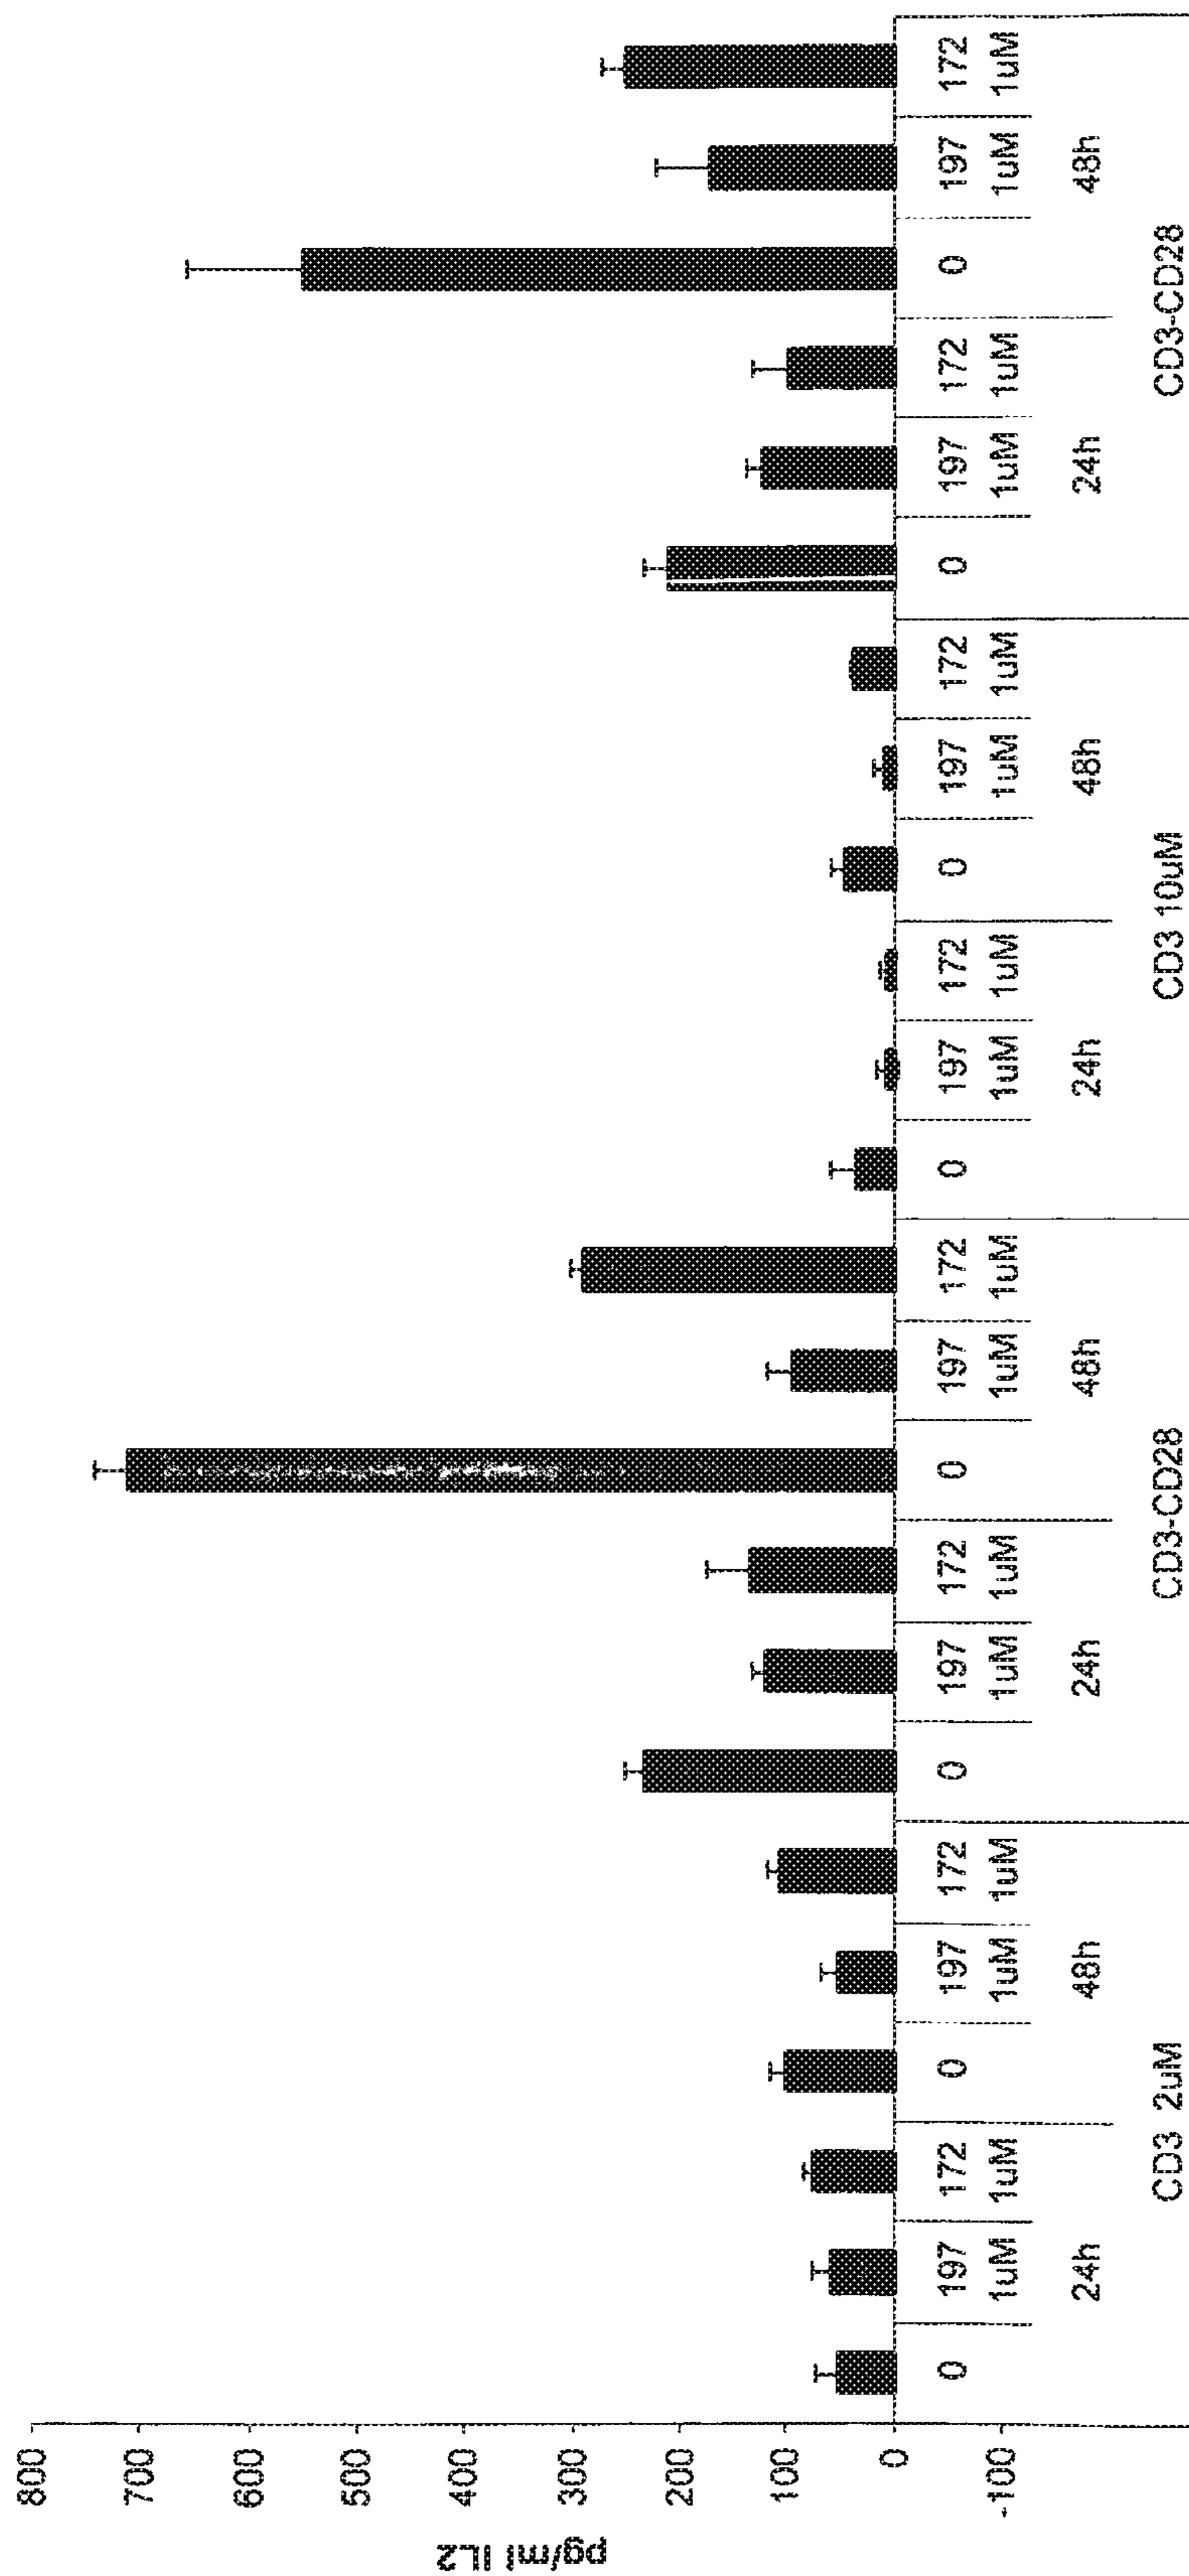 pg/ml IL2
800
700
600
500
400
300
200
100
0
-100
0 197 172 0 197 172 0 197 172 0 197 172 0 197 172 0 197 172 0 197 172 0 197 172
1uM 1uM 1uM 1uM 1uM 1uM 1uM 1uM 1uM 1uM 1uM 1uM 1uM 1uM 1uM 1uM
24h 48h 24h 48h 24h 48h 24h 48h
CD3 2uM CD3-CD28 CD3 10uM CD3-CD28